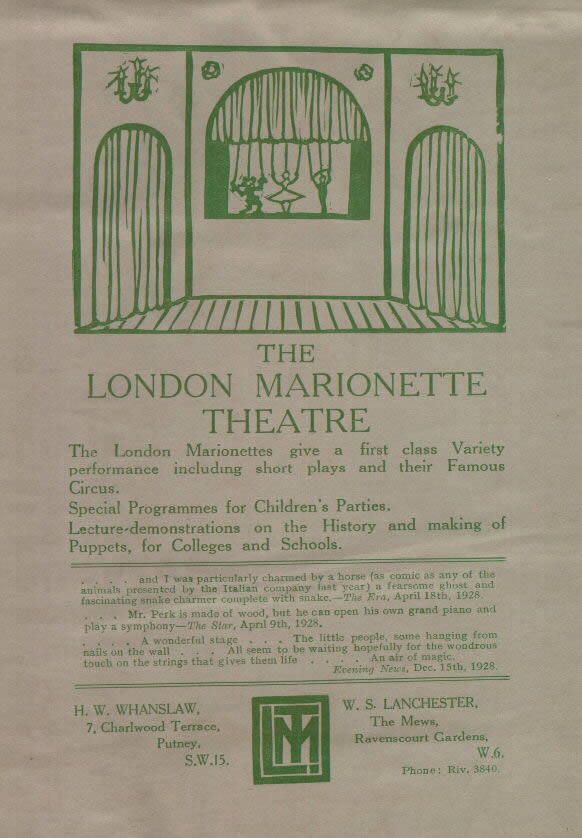 THE
LONDON MARIONETTE
THEATRE
The London Marionettes give a first class Variety
performance including short plays and their Famous
Circus.
Special Programmes for Children's Parties.
Lecture-demonstrations on the History and making of
Puppets, for Colleges and Schools.
. . . . and I was particularly charmed by a horse (as comic as any of the
animals presented by the Italian company last year) a fearsome ghost and
fascinating snake charmer complete with snake.—The Era, April 18th, 1928.
. . . Mr. Perk is made of wood, but he can open his own grand piano and
play a symphony—The Star, April 9th, 1928.
. . . . A wonderful stage . . . The little people, some hanging from
nails on the wall . . . All seem to be waiting hopefully for the wondrous
touch on the strings that gives them life . . . . An air of magic.
Evening News, Dec. 15th, 1928.
H. W. WHANSLAW,
7, Charlwood Terrace,
Putney,
S.W.15.
LTM
W. S. LANCHESTER,
The Mews,
Ravenscourt Gardens,
W.6.
Phone: Riv. 3840.